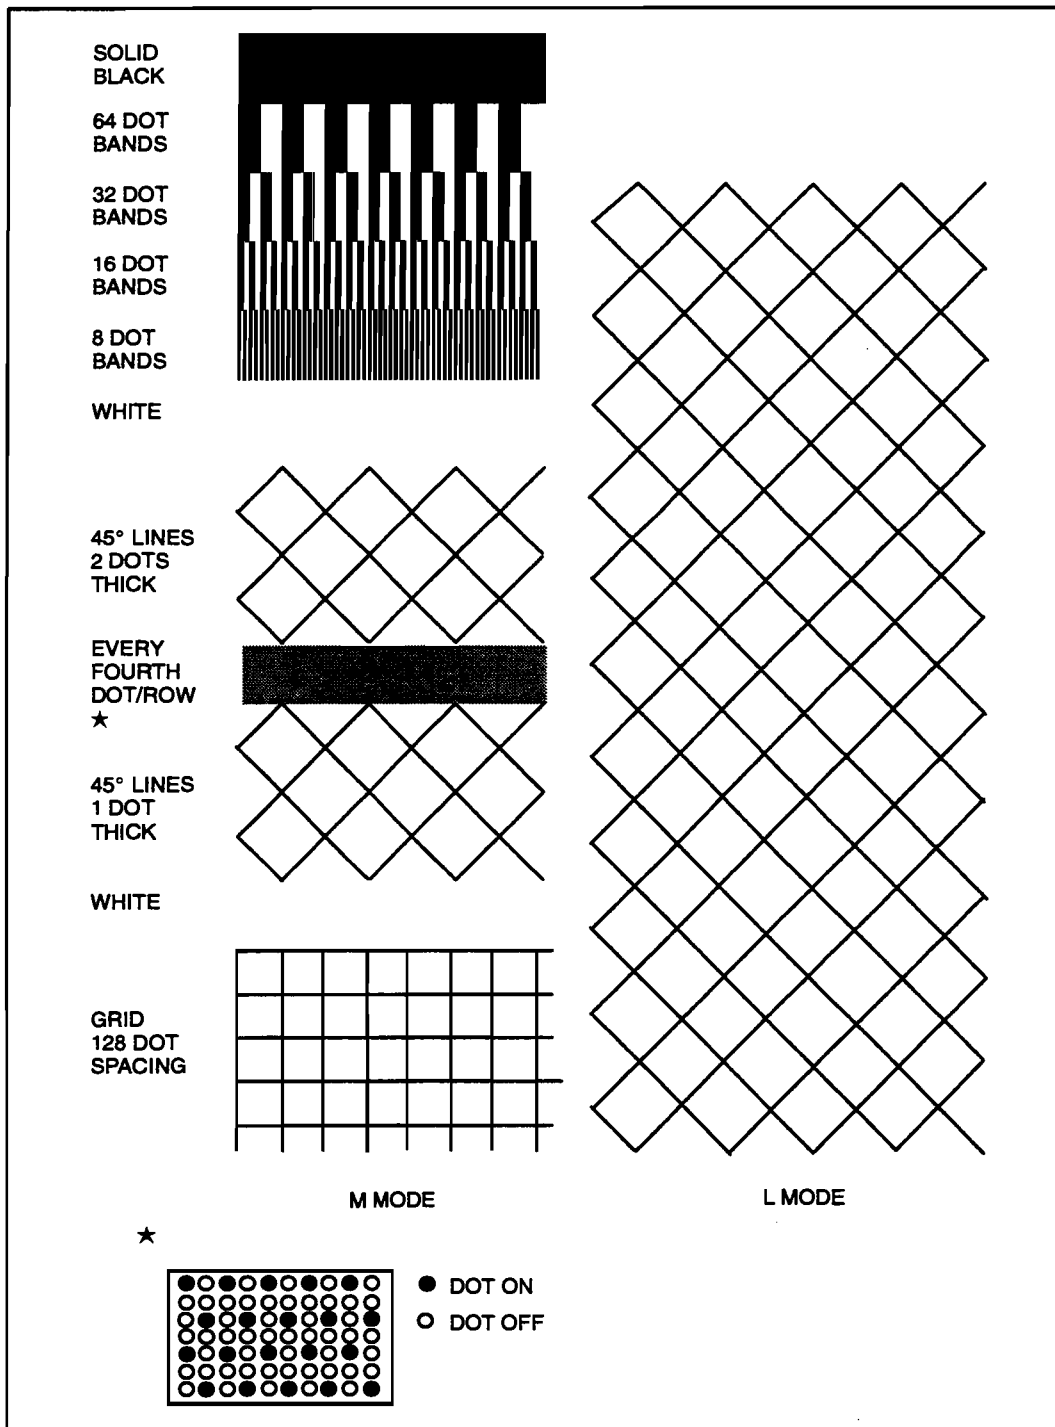 SOLID
BLACK
64 DOT
BANDS
32 DOT
BANDS
16 DOT
BANDS
8 DOT
BANDS
WHITE
45° LINES
2 DOTS
THICK
EVERY
FOURTH
DOT/ROW
★
45° LINES
1 DOT
THICK
WHITE
GRID
128 DOT
SPACING
M MODE
L MODE
★
DOT ON
DOT OFF